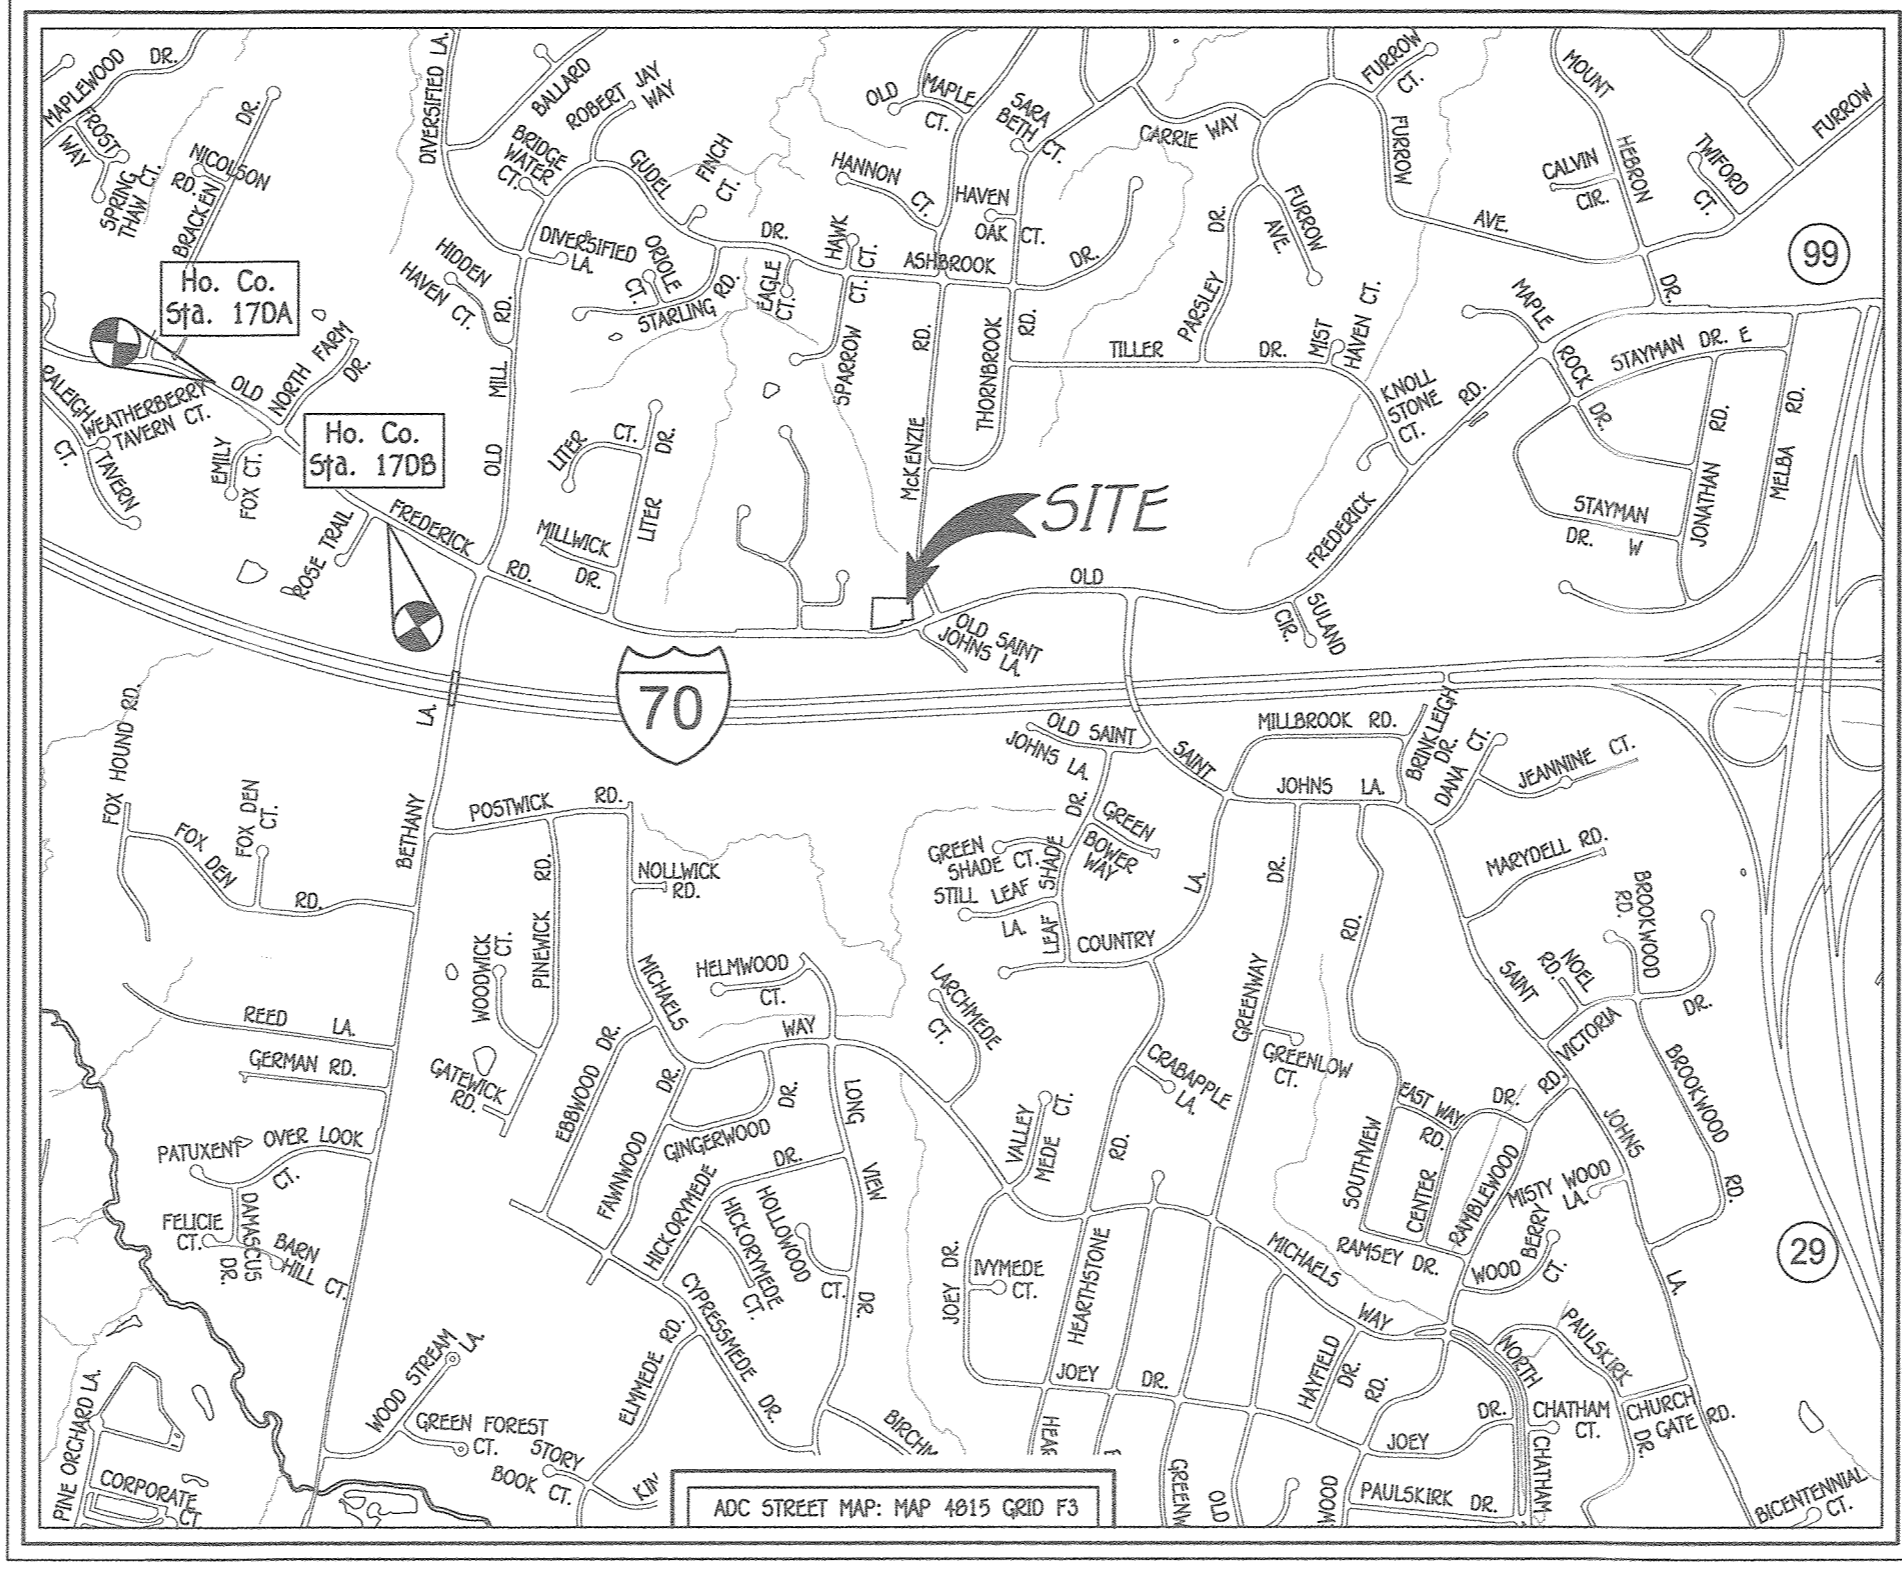 MAPLEWOOD DR.
FROST
WAY
SPRING
THAW CT.
NICOLSON
RD.
BRACKEN
DR.
DIVERSIFIED LA.
BALLARD
ROBERT JAY
WAY
BRIDGE
WATER
CT.
GUDEL
DR.
FINCH
CT.
OLD MAPLE
CT.
SARA
BETH
CT.
CARRIE WAY
HANNON
CT.
HAVEN
OAK CT.
FURROW
CT.
FURROW
AVE.
MOUNT
HEBRON
DR.
CALVIN
CIR.
TWIFORD
CT.
FURROW
99
HIDDEN
HAVEN CT.
DIVERSIFIED
LA.
ORIOLE
CT.
STARLING RD.
EAGLE
CT.
HAWK
CT.
SPARROW
CT.
ASHBROOK
DR.
PARSLEY
DR.
FURROW
AVE.
Ho. Co.
Sta. 17DA
OLD
NORTH FARM
DR.
RALEIGH
TAVERN
CT.
WEATHERBERRY
TAVERN CT.
EMILY
FOX CT.
Ho. Co.
Sta. 17DB
OLD
MILL
RD.
McKENZIE
RD.
THORNBROOK
RD.
TILLER
DR.
MIST
HAVEN CT.
KNOLL
STONE
CT.
MAPLE
ROCK
DR.
STAYMAN DR. E
STAYMAN
DR. W
JONATHAN
RD.
MELBA
RD.
LITER
CT.
LITER
DR.
MILLWICK
DR.
ROSE TRAIL
FREDERICK
RD.
SITE
OLD
FREDERICK
RD.
SULAND
CIR.
OLD SAINT
JOHNS LA.
70
FOX HOUND RD.
BETHANY
LA.
FOX DEN
CT.
FOX DEN
RD.
POSTWICK
RD.
NOLLWICK
RD.
PINEWICK
RD.
WOODWICK
CT.
GATEWICK
RD.
OLD SAINT
JOHNS LA.
SAINT
JOHNS LA.
MILLBROOK RD.
BRINKLEIGH
DR.
DANA CT.
JEANNINE CT.
MARYDELL RD.
GREEN
SHADE CT.
STILL LEAF
LA.
LEAF
SHADE
DR.
GREEN
BOWER
WAY
COUNTRY
LA.
GREENWAY
DR.
GREENLOW
CT.
BROOKWOOD
RD.
NOEL
RD.
SAINT
JOHNS
LA.
VICTORIA
DR.
BROOKWOOD
RD.
REED LA.
GERMAN RD.
PATUXENT OVER LOOK
CT.
DAMASCUS
DR.
FELICIE
CT.
BARN
HILL CT.
EBBWOOD DR.
MICHAELS
WAY
HELMWOOD
CT.
LARCHMEDE
CT.
FAWNWOOD
DR.
GINGERWOOD
DR.
LONG
VIEW
DR.
HICKORYMEDE
DR.
HICKORYMEDE
CT.
HOLLOWOOD
CT.
CYPRESSMEDE
DR.
ELMMEDE
RD.
VALLEY
MEDE CT.
CRABAPPLE
LA.
HEARTHSTONE
RD.
JOEY DR.
IVYMEDE
CT.
JOEY
DR.
SOUTHVIEW
RD.
EAST WAY
RD.
DR.
CENTER
RAMBLEWOOD
RD.
RAMSEY DR.
MISTY WOOD
LA.
WOOD BERRY
CT.
29
MICHAELS
WAY
HAYFIELD
DR.
RD.
NORTH
CHATHAM
PAULSKIRK
DR.
CHATHAM
CT.
CHURCH
GATE
DR.
RD.
JOEY
PAULSKIRK DR.
BICENTENNIAL
CT.
WOOD STREAM
LA.
GREEN FOREST
CT.
STORY
BOOK CT.
KIN
BIRCHM
HEAR
GREENW
OLD
WOOD
PINE ORCHARD LA.
CORPORATE
CT.
ADC STREET MAP: MAP 4815 GRID F3